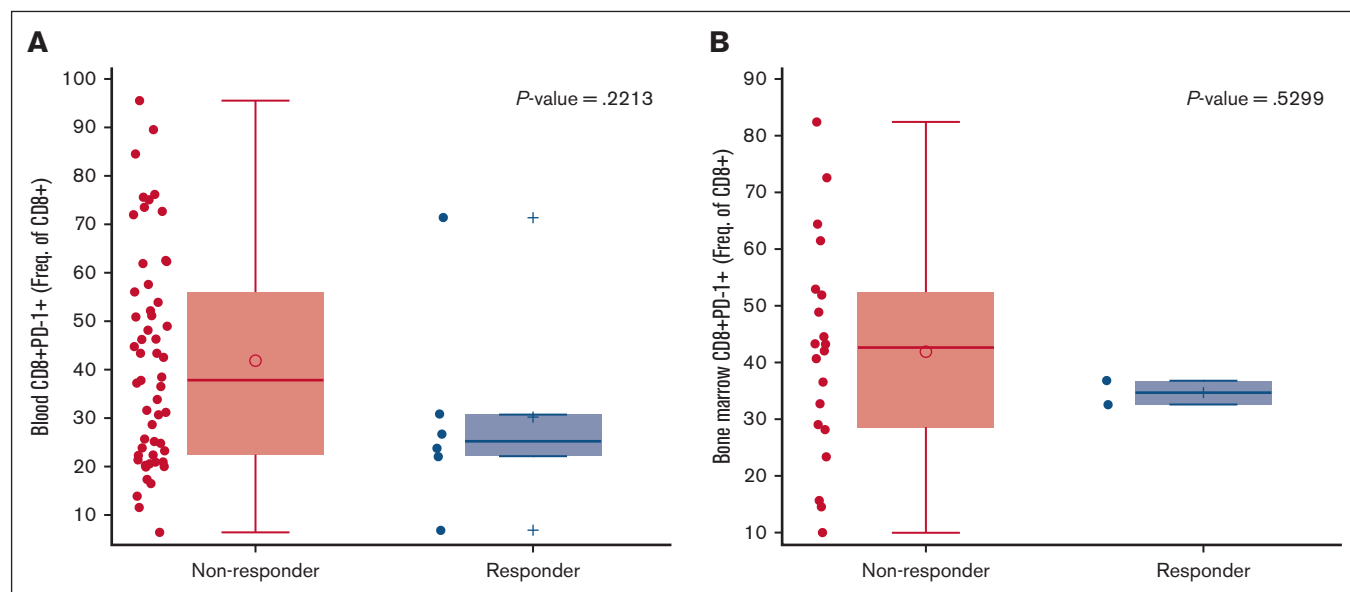 A
Blood CD8+PD-1+ (Freq. of CD8+)
100
90
80
70
60
50
40
30
20
10
P-value = .2213
Non-responder
Responder
B
Bone marrow CD8+PD-1+ (Freq. of CD8+)
90
80
70
60
50
40
30
20
10
P-value = .5299
Non-responder
Responder